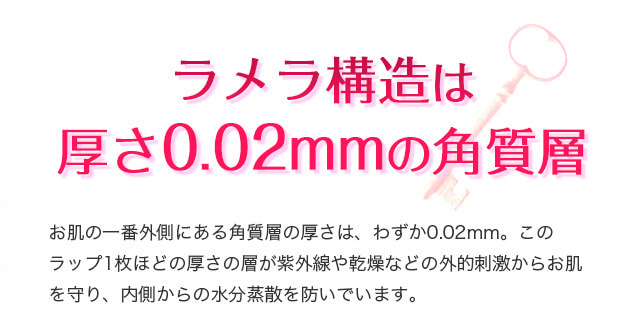 ラメラ構造は
厚さ0.02mmの角質層
お肌の一番外側にある角質層の厚さは、わずか0.02mm。この
ラップ1枚ほどの厚さの層が紫外線や乾燥などの外的刺激からお肌
を守り、内側からの水分蒸散を防いでいます。